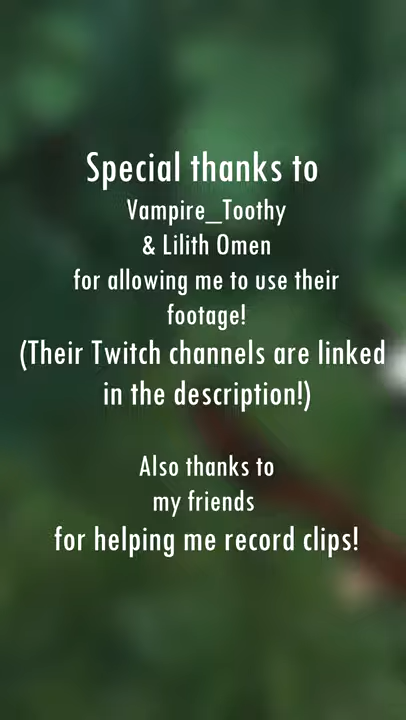 Special thanks to
Vampire_Toothy
& Lilith Omen
for allowing me to use their
footage!
(Their Twitch channels are linked
in the description!)
Also thanks to
my friends
for helping me record clips!